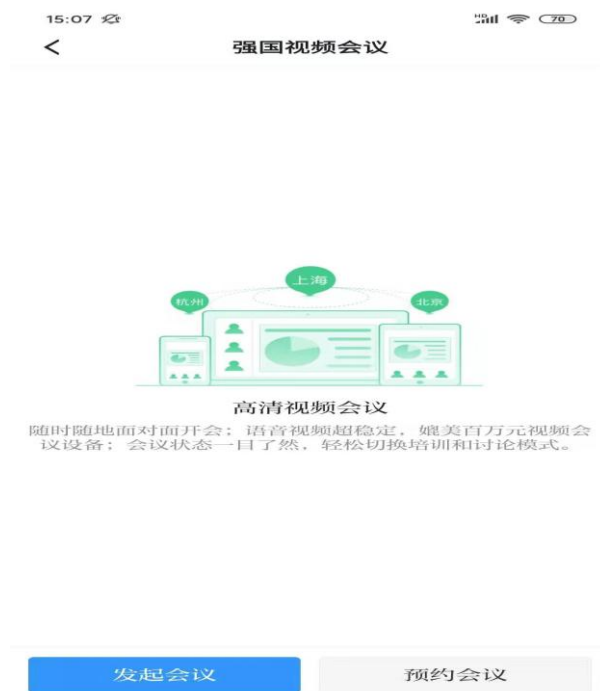 15:07
70
强国视频会议
上海
杭州
北京
高清视频会议
随时随地面对面开会；语音视频超稳定，媲美百万元视频会
议设备；会议状态一目了然，轻松切换培训和讨论模式。
发起会议
预约会议